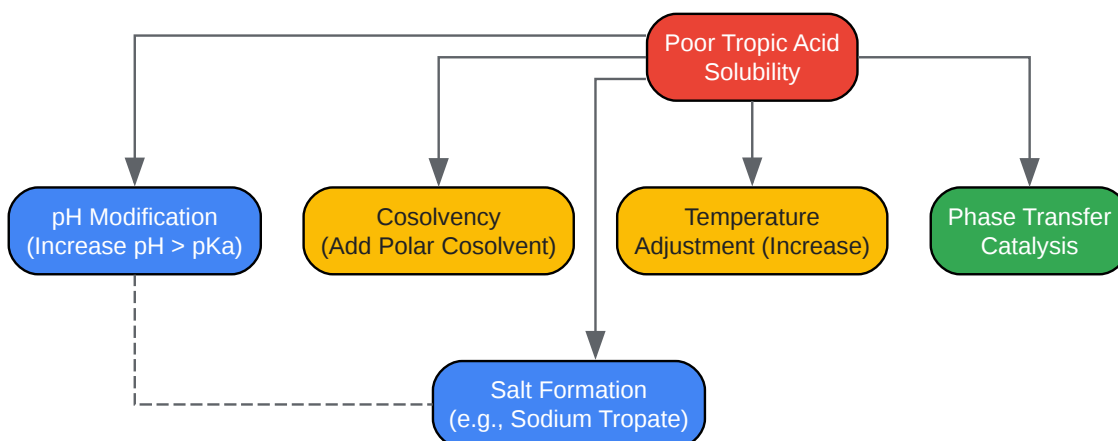 Poor Tropic Acid
Solubility
pH Modification
(Increase pH > pKa)
Cosolvency
(Add Polar Cosolvent)
Temperature
Adjustment (Increase)
Phase Transfer
Catalysis
Salt Formation
(e.g., Sodium Tropate)